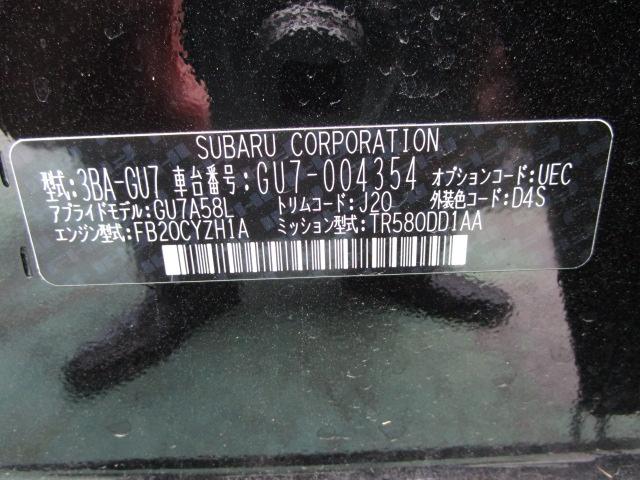 SUBARU CORPORATION
型式:3BA-GU7 車台番号:GU7-004354 オプションコード:UEC
アプライドモデル:GU7A58L トリムコード:J20 外装色コード:D4S
エンジン型式:FB20CYZH1A ミッション型式:TR580DD1AA